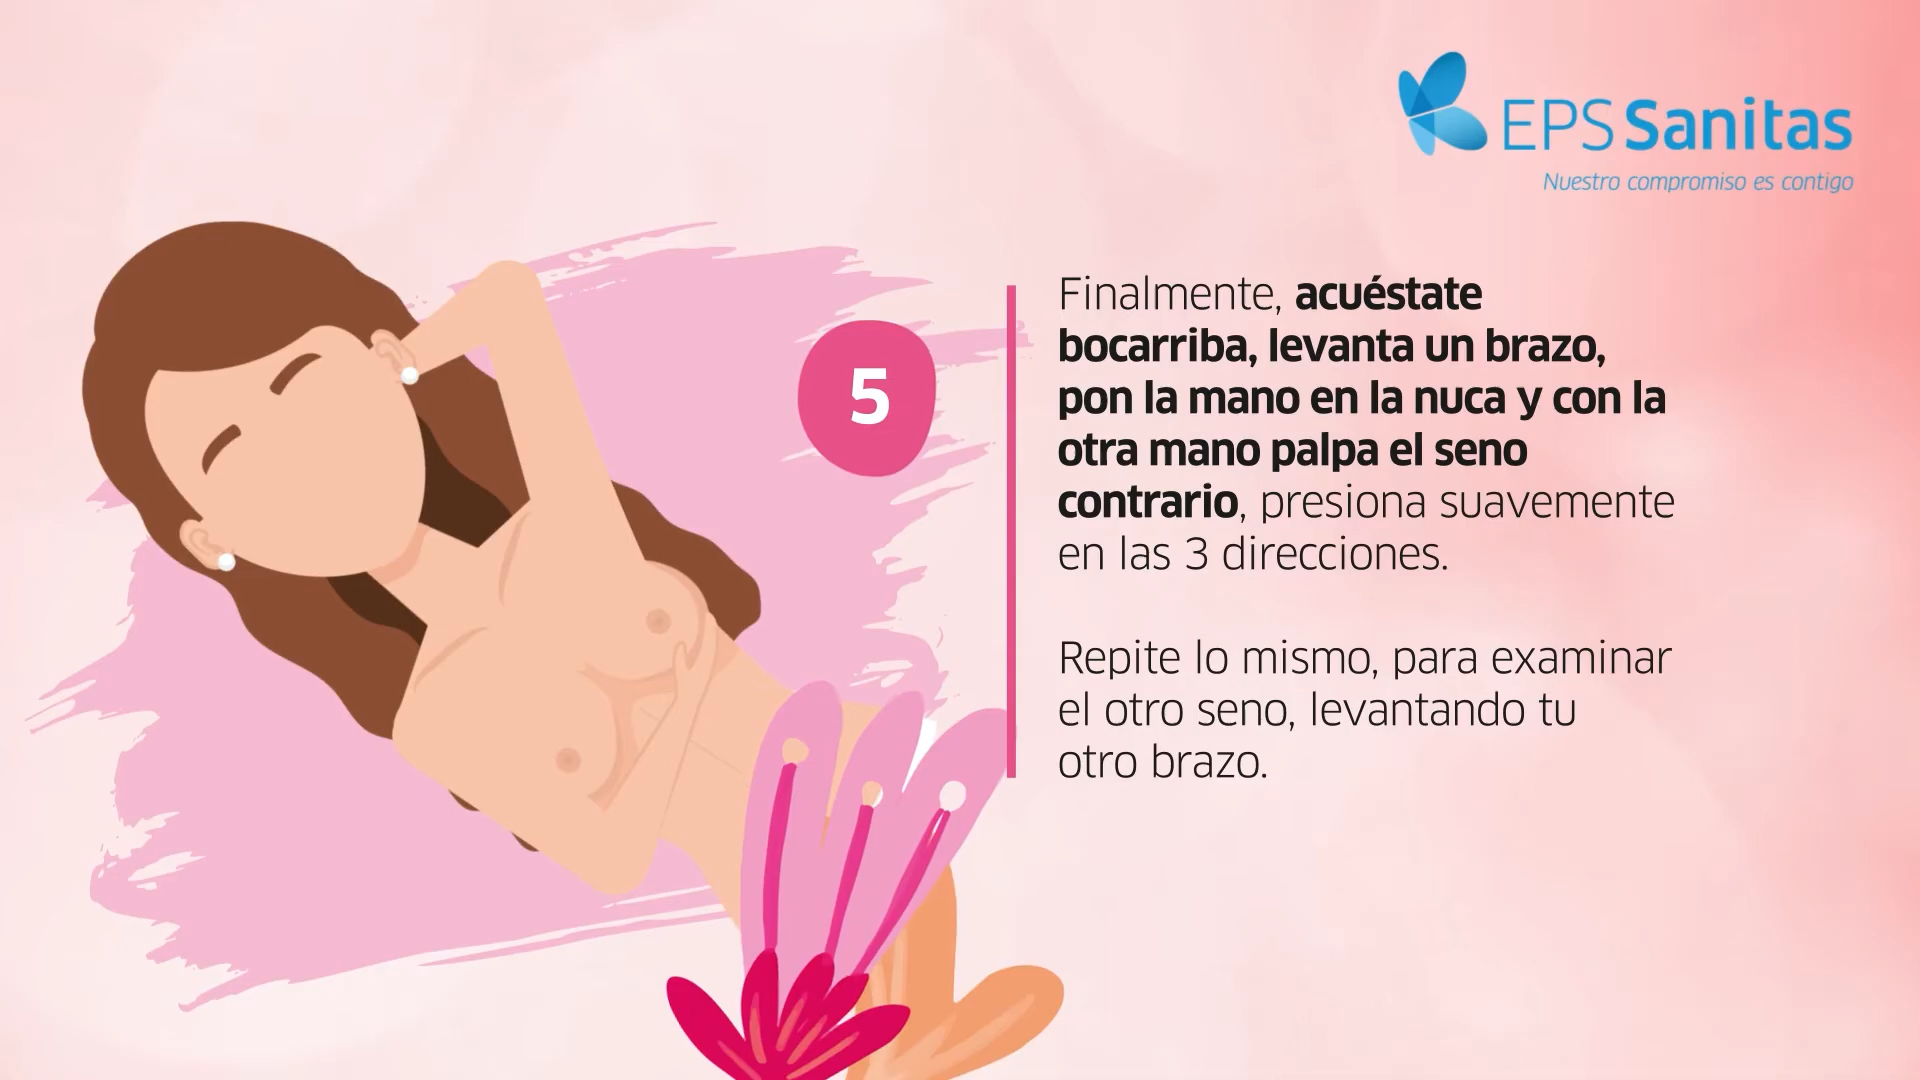 EPS Sanitas
Nuestro compromiso es contigo
5
Finalmente, acuéstate
bocarriba, levanta un brazo,
pon la mano en la nuca y con la
otra mano palpa el seno
contrario, presiona suavemente
en las 3 direcciones.
Repite lo mismo, para examinar
el otro seno, levantando tu
otro brazo.